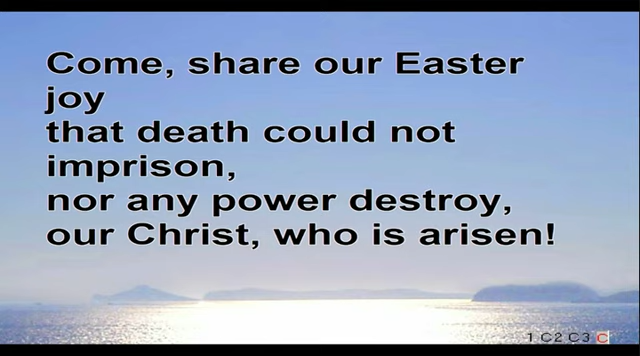 Come, share our Easter
joy
that death could not
imprison,
nor any power destroy,
our Christ, who is arisen!
1 C2 C3 C